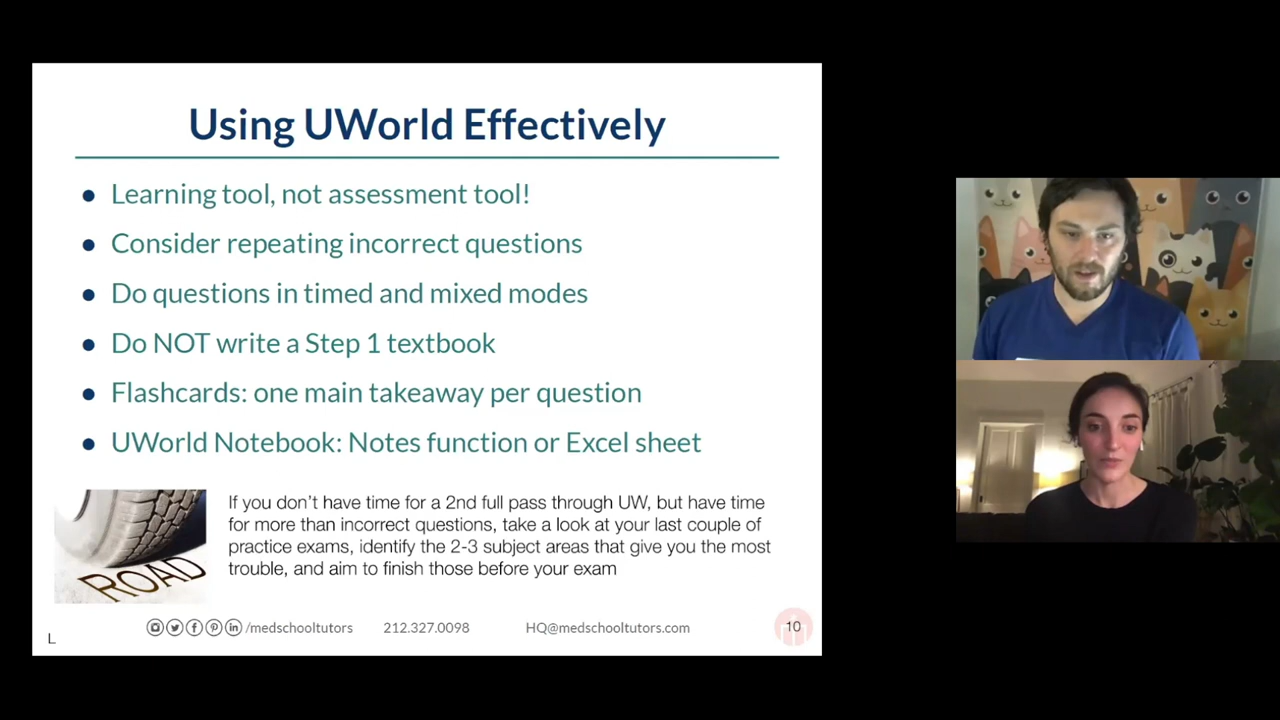 Using UWorld Effectively
● Learning tool, not assessment tool!
● Consider repeating incorrect questions
● Do questions in timed and mixed modes
● Do NOT write a Step 1 textbook
● Flashcards: one main takeaway per question
● UWorld Notebook: Notes function or Excel sheet
ROAD
If you don't have time for a 2nd full pass through UW, but have time
for more than incorrect questions, take a look at your last couple of
practice exams, identify the 2-3 subject areas that give you the most
trouble, and aim to finish those before your exam
L
/medschooltutors 212.327.0098 HQ@medschooltutors.com 10